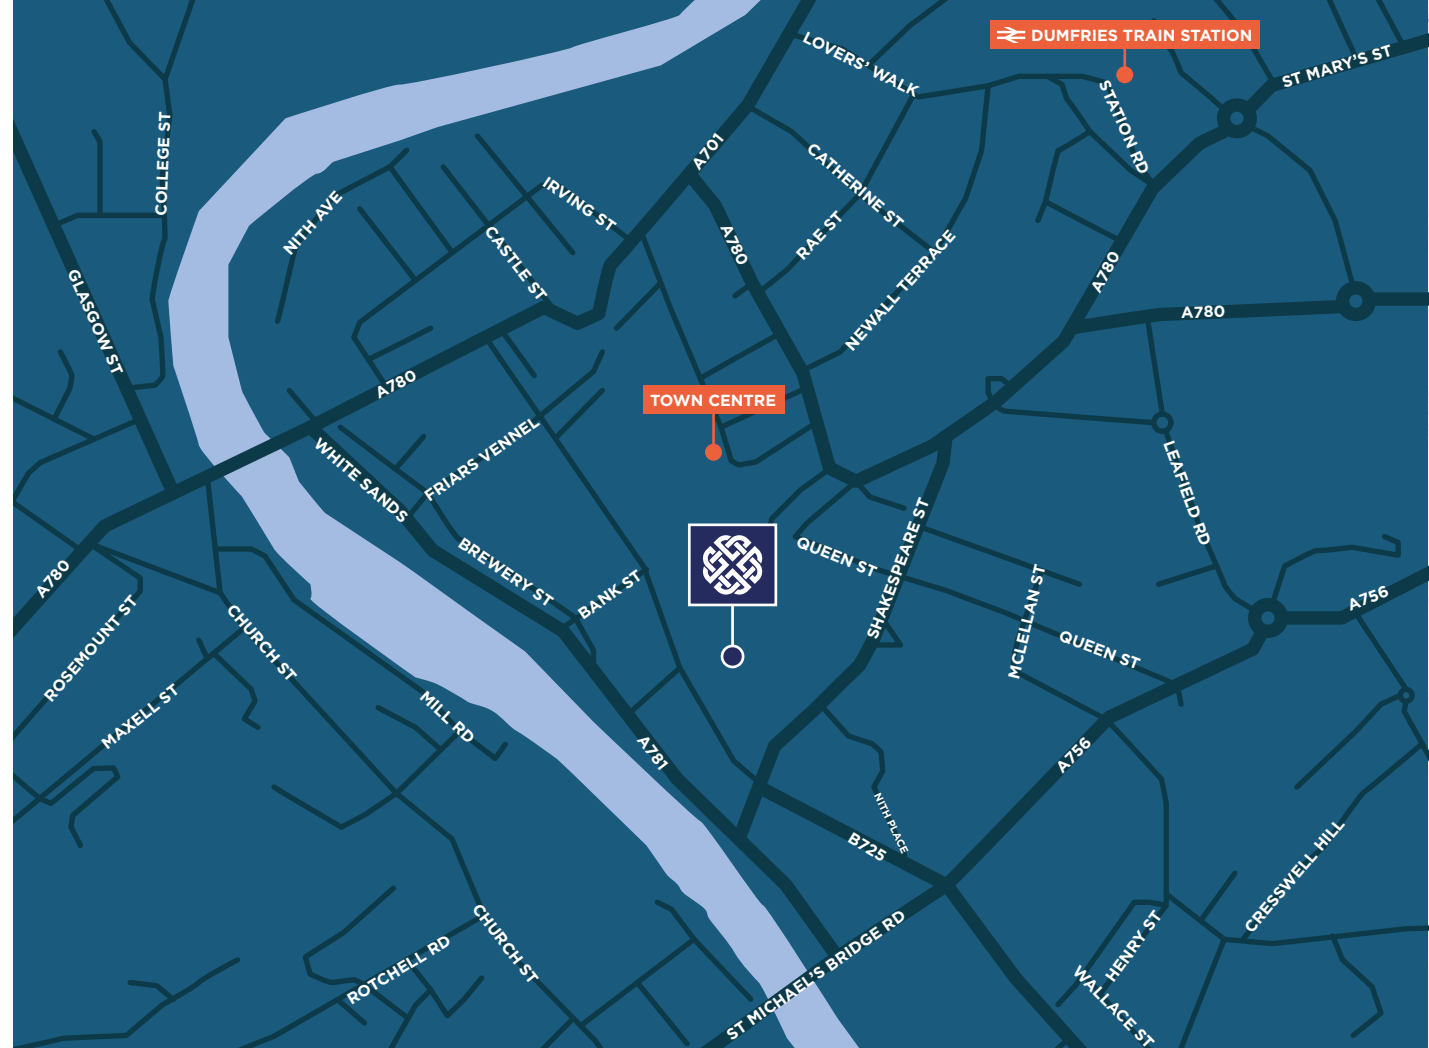 DUMFRIES TRAIN STATION
LOVERS' WALK
ST MARY'S ST
STATION RD
COLLEGE ST
A701
CATHERINE ST
IRVING ST
NITH AVE
RAE ST
CASTLE ST
A780
NEWALL TERRACE
A780
A780
GLASGOW ST
A780
TOWN CENTRE
FRIARS VENNEL
WHITE SANDS
LEAFIELD RD
SHAKESPEARE ST
QUEEN ST
BREWERY ST
BANK ST
A780
MCLELLAN ST
A756
ROSEMOUNT ST
CHURCH ST
QUEEN ST
MAXELL ST
MILL RD
A781
A756
NITH PLACE
B725
CRESSWELL HILL
CHURCH ST
ROTCHELL RD
ST MICHAEL'S BRIDGE RD
HENRY ST
WALLACE ST